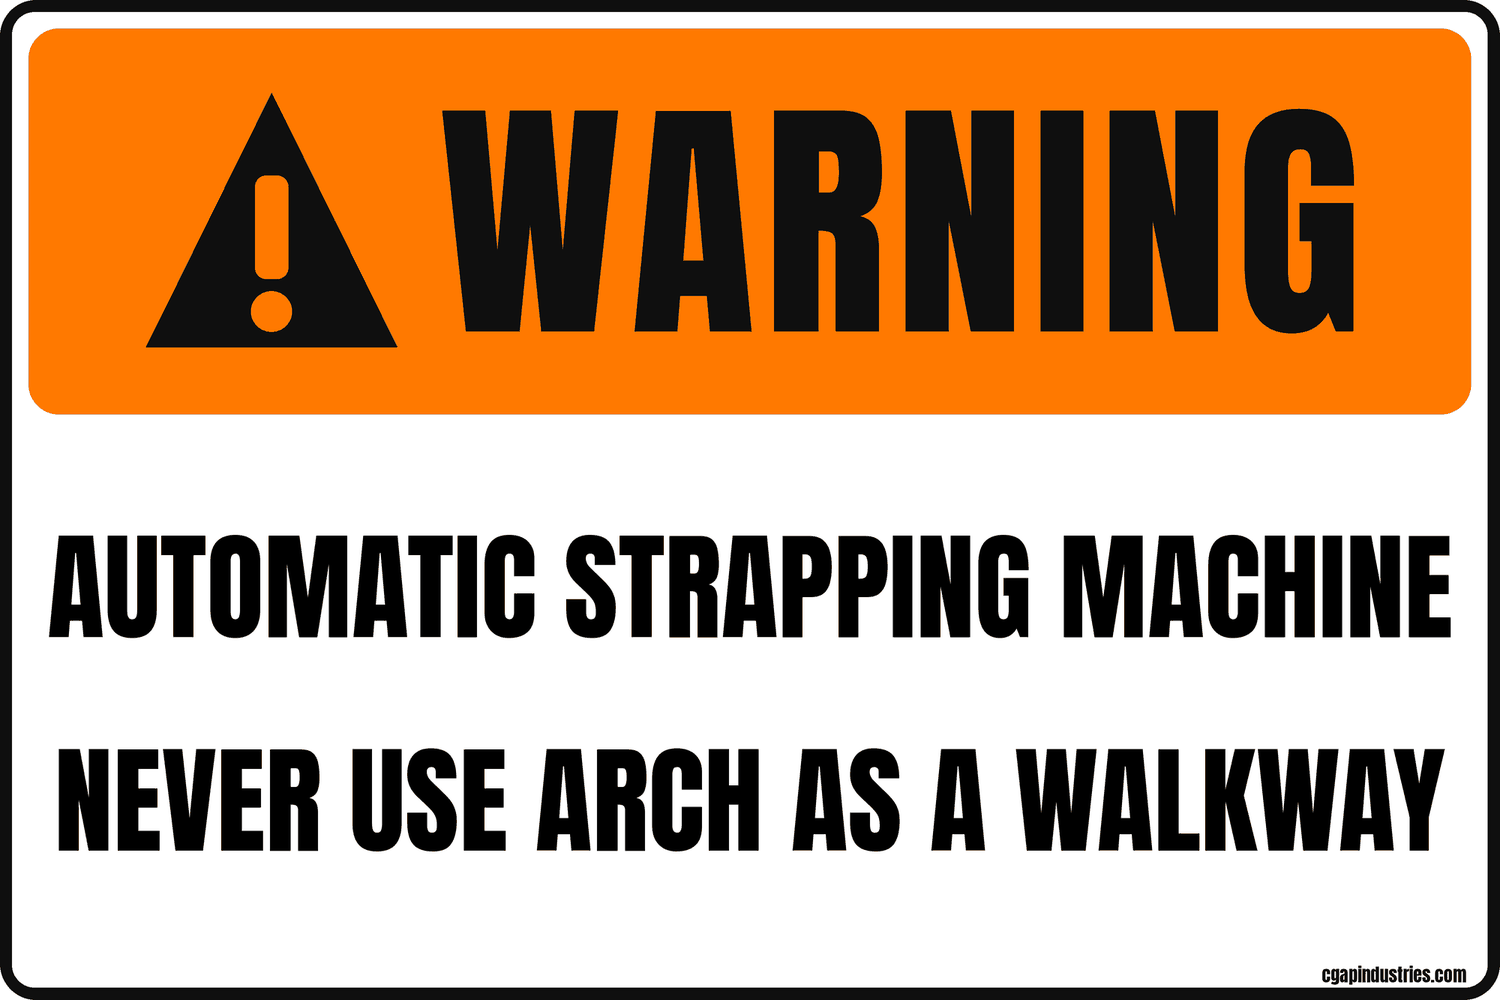 WARNING
AUTOMATIC STRAPPING MACHINE
NEVER USE ARCH AS A WALKWAY
cgapindustries.com